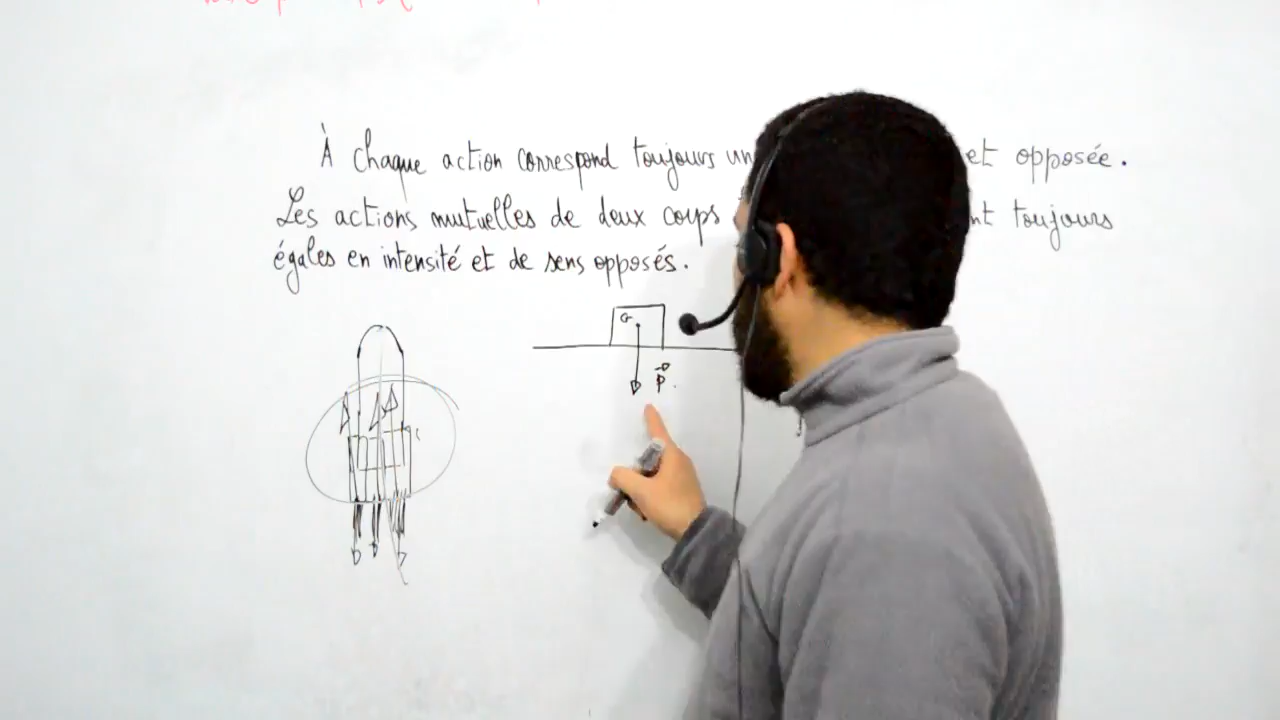 À chaque action correspond toujours un et opposée.
Les actions mutuelles de deux corps toujours
égales en intensité et de sens opposés.
G
P